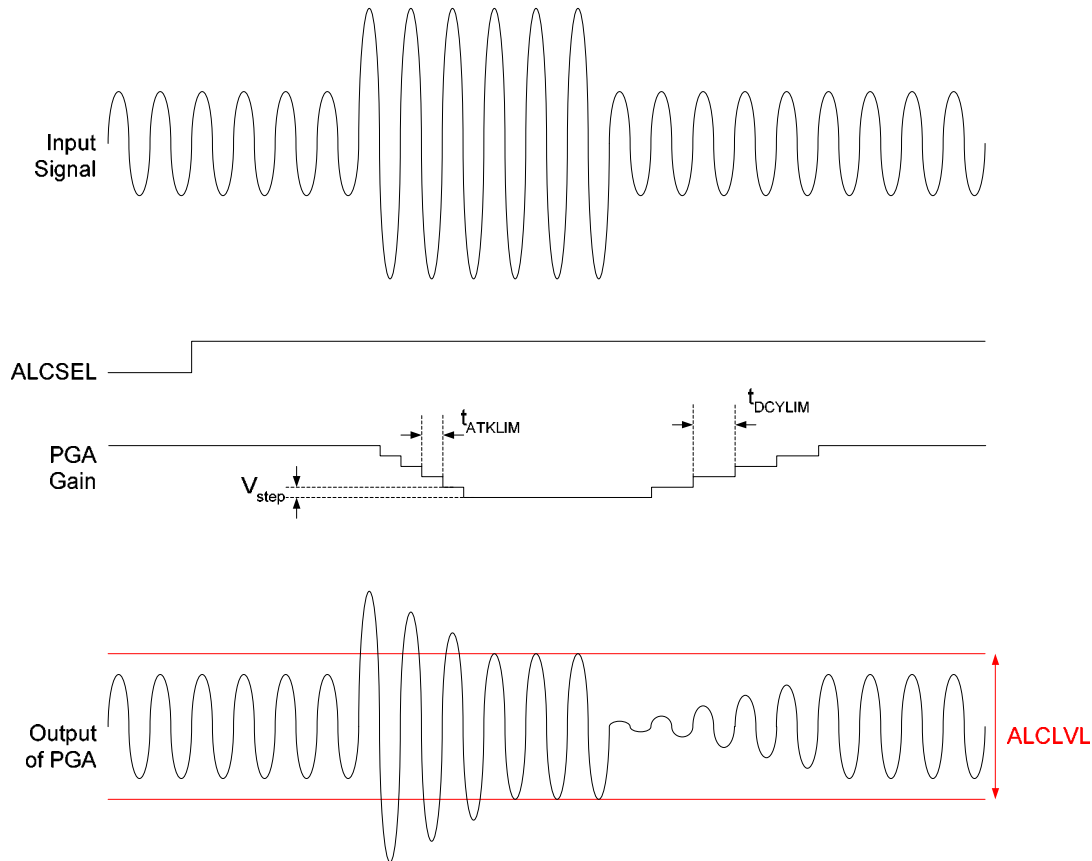 Input
Signal
ALCSEL
tATKLIM
tDCYLIM
PGA
Gain
Vstep
Output
of PGA
ALCLVL